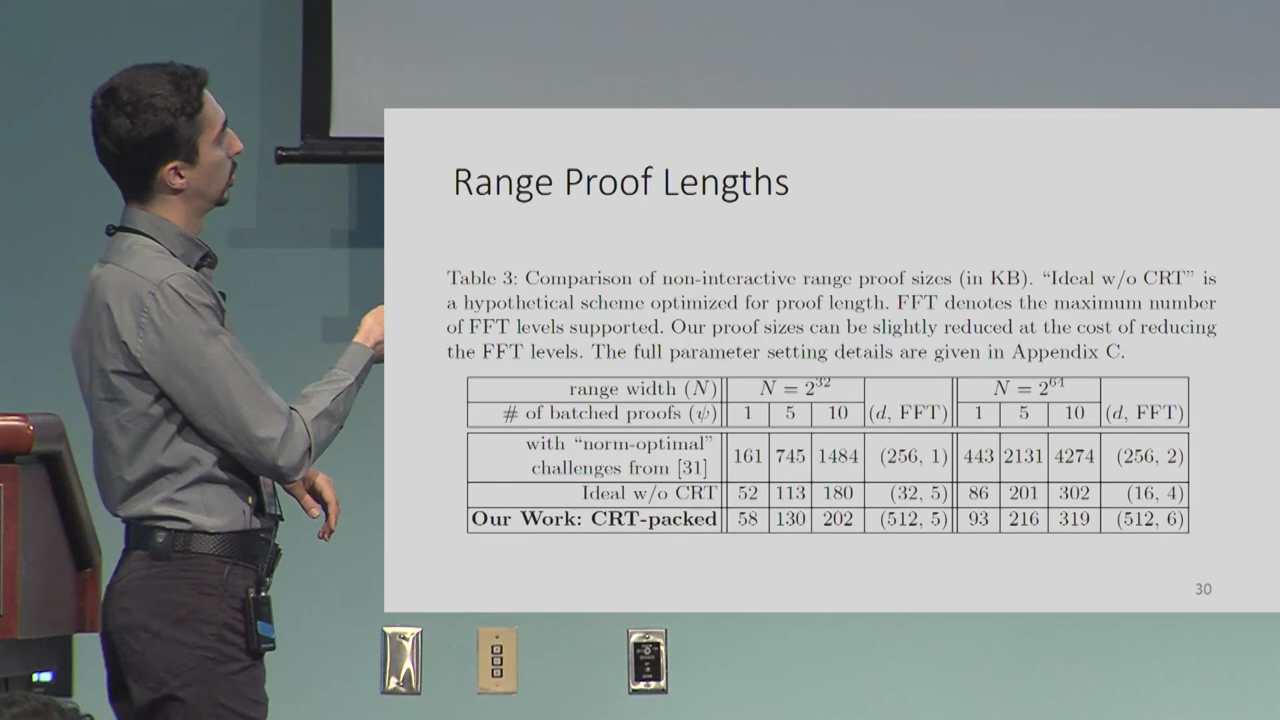 Range Proof Lengths
Table 3: Comparison of non-interactive range proof sizes (in KB). “Ideal w/o CRT” is
a hypothetical scheme optimized for proof length. FFT denotes the maximum number
of FFT levels supported. Our proof sizes can be slightly reduced at the cost of reducing
the FFT levels. The full parameter setting details are given in Appendix C.
range width (N) N = 2³² N = 2⁶⁴
# of batched proofs (ψ) 1 5 10 (d, FFT) 1 5 10 (d, FFT)
with “norm-optimal”
challenges from [31] 161 745 1484 (256, 1) 443 2131 4274 (256, 2)
Ideal w/o CRT 52 113 180 (32, 5) 86 201 302 (16, 4)
Our Work: CRT-packed 58 130 202 (512, 5) 93 216 319 (512, 6)
30